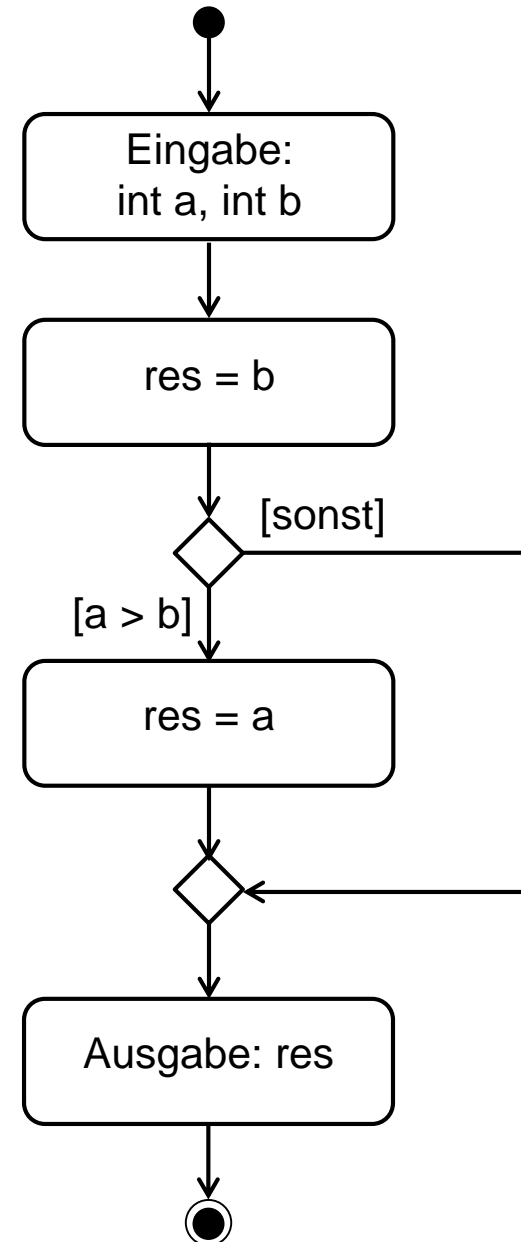 Eingabe:
int a, int b
res = b
[sonst]
[a > b]
res = a
Ausgabe: res